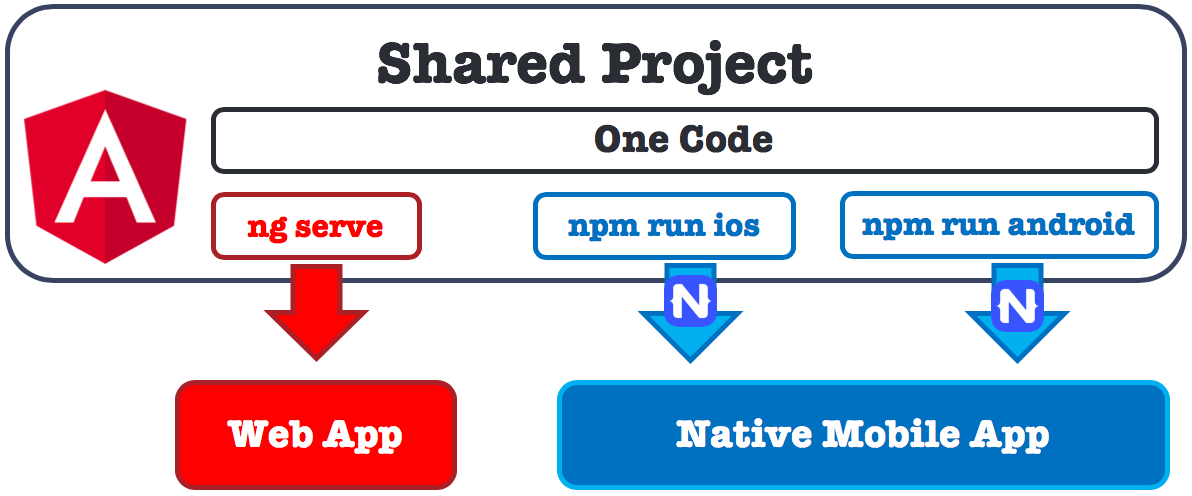 Shared Project
One Code
ng serve
npm run ios
npm run android
N
N
Web App
Native Mobile App